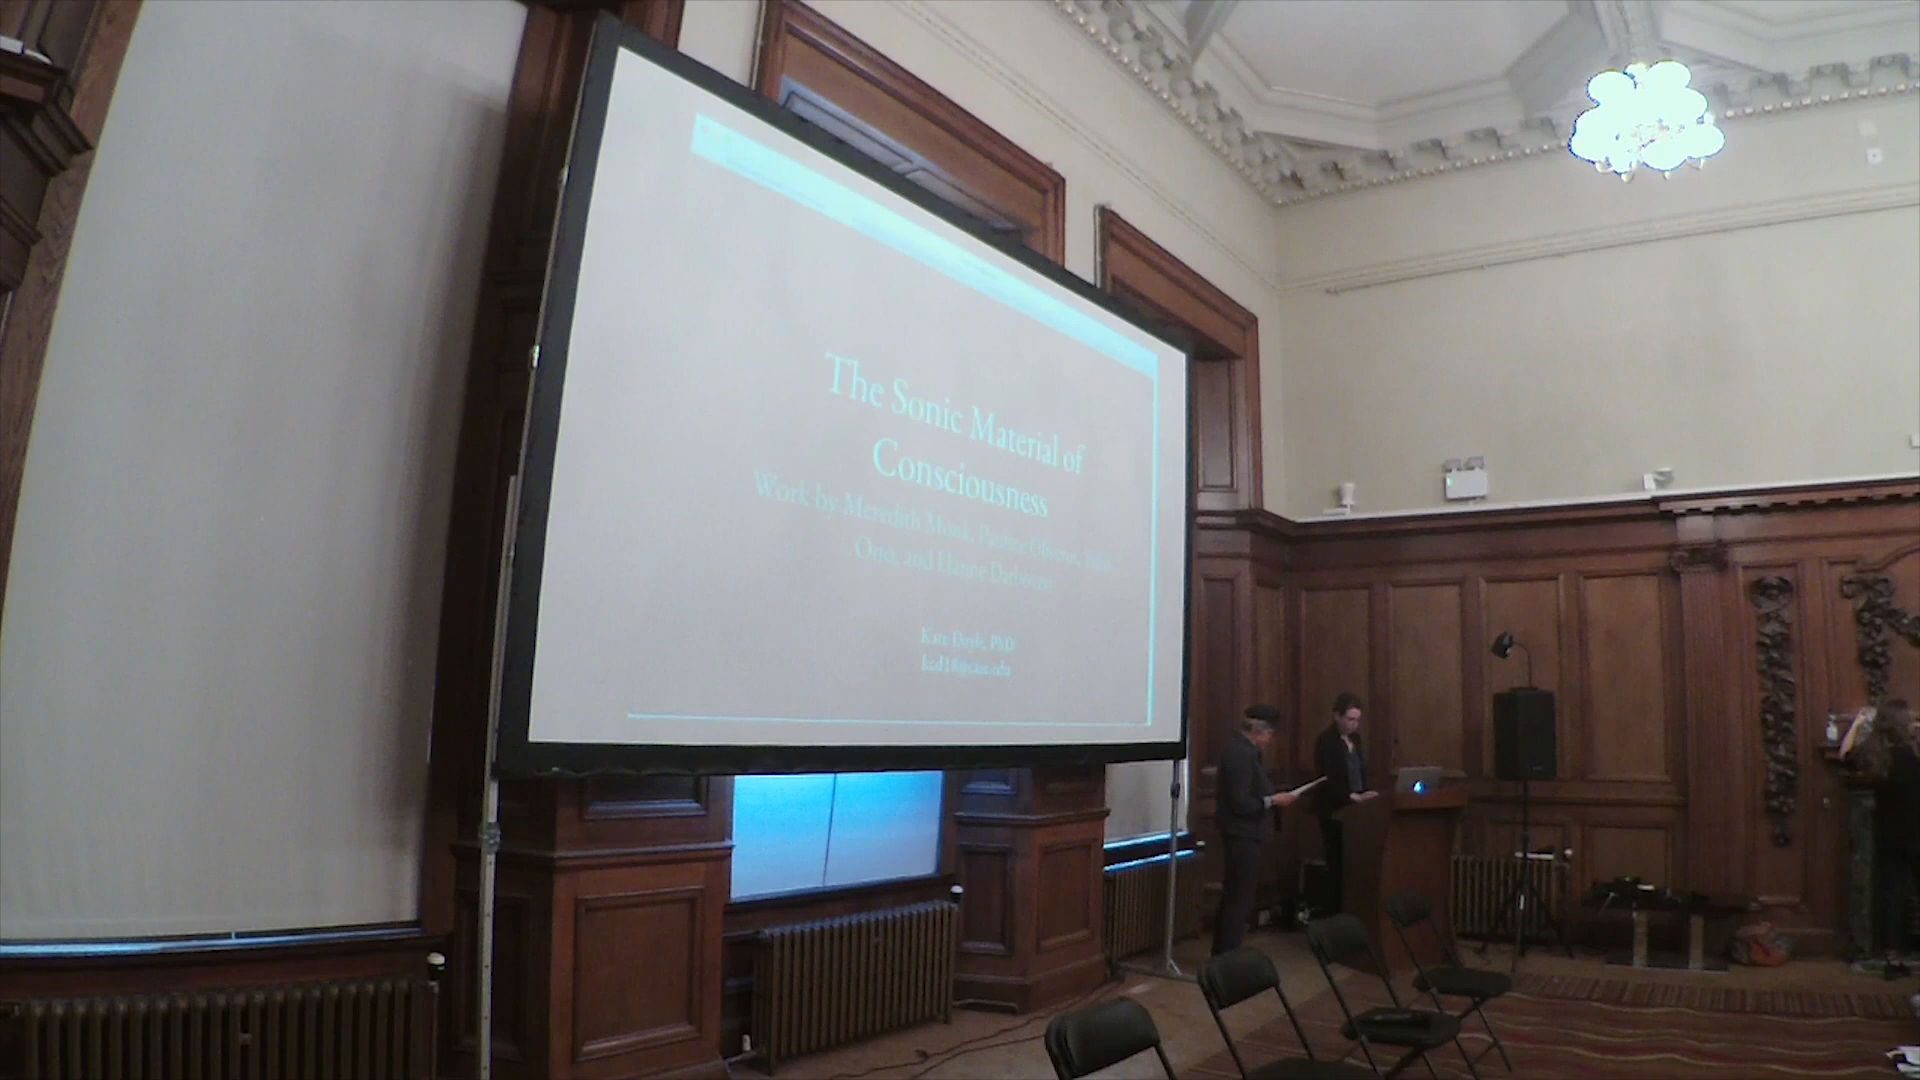 The Sonic Material of
Consciousness
Work by Meredith Monk, Pauline Oliveros, Yoko
Ono, and Hanne Darboven
Kate Doyle, PhD